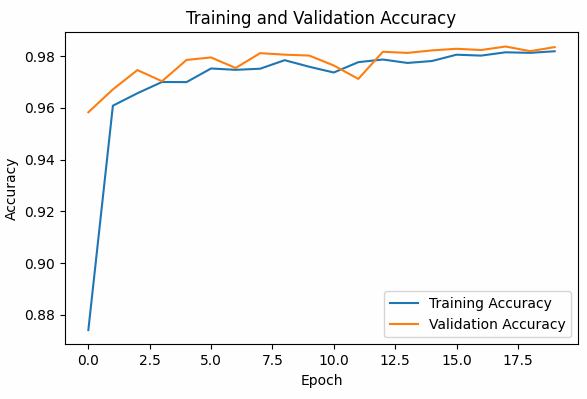 Training and Validation Accuracy
Accuracy
0.98
0.96
0.94
0.92
0.90
0.88
Training Accuracy
Validation Accuracy
0.0 2.5 5.0 7.5 10.0 12.5 15.0 17.5
Epoch